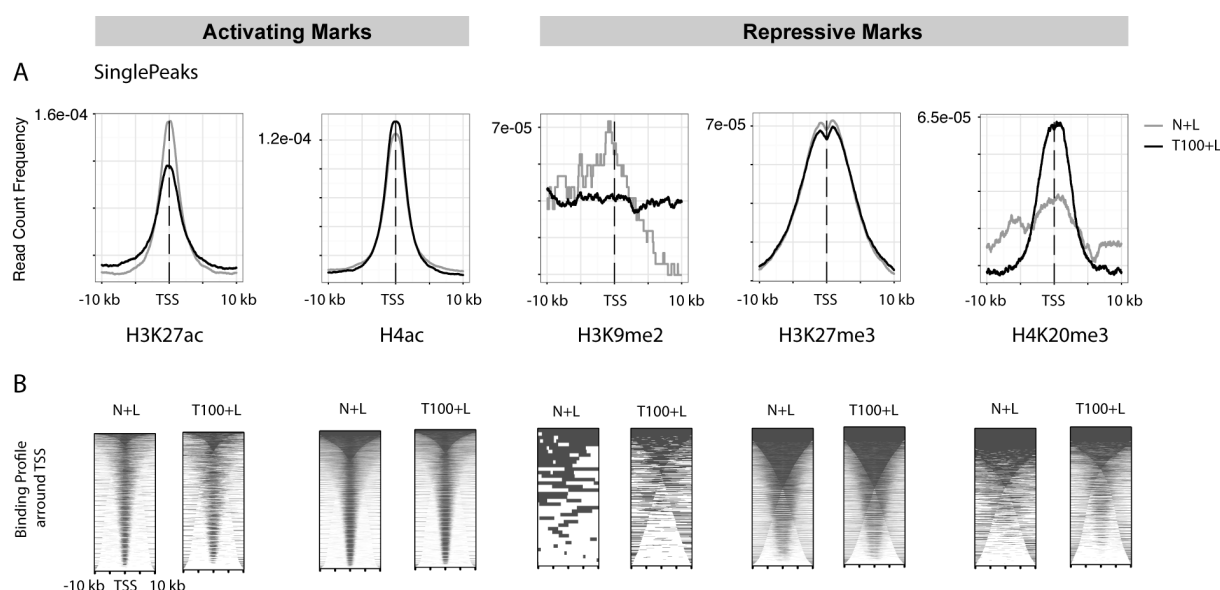 Activating Marks
Repressive Marks
A
SinglePeaks
Read Count Frequency
1.6e-04
1.2e-04
7e-05
7e-05
6.5e-05
N+L
T100+L
-10 kb TSS 10 kb
-10 kb TSS 10 kb
-10 kb TSS 10 kb
-10 kb TSS 10 kb
-10 kb TSS 10 kb
H3K27ac
H4ac
H3K9me2
H3K27me3
H4K20me3
B
Binding Profile
arround TSS
N+L T100+L
N+L T100+L
N+L T100+L
N+L T100+L
N+L T100+L
-10 kb TSS 10 kb